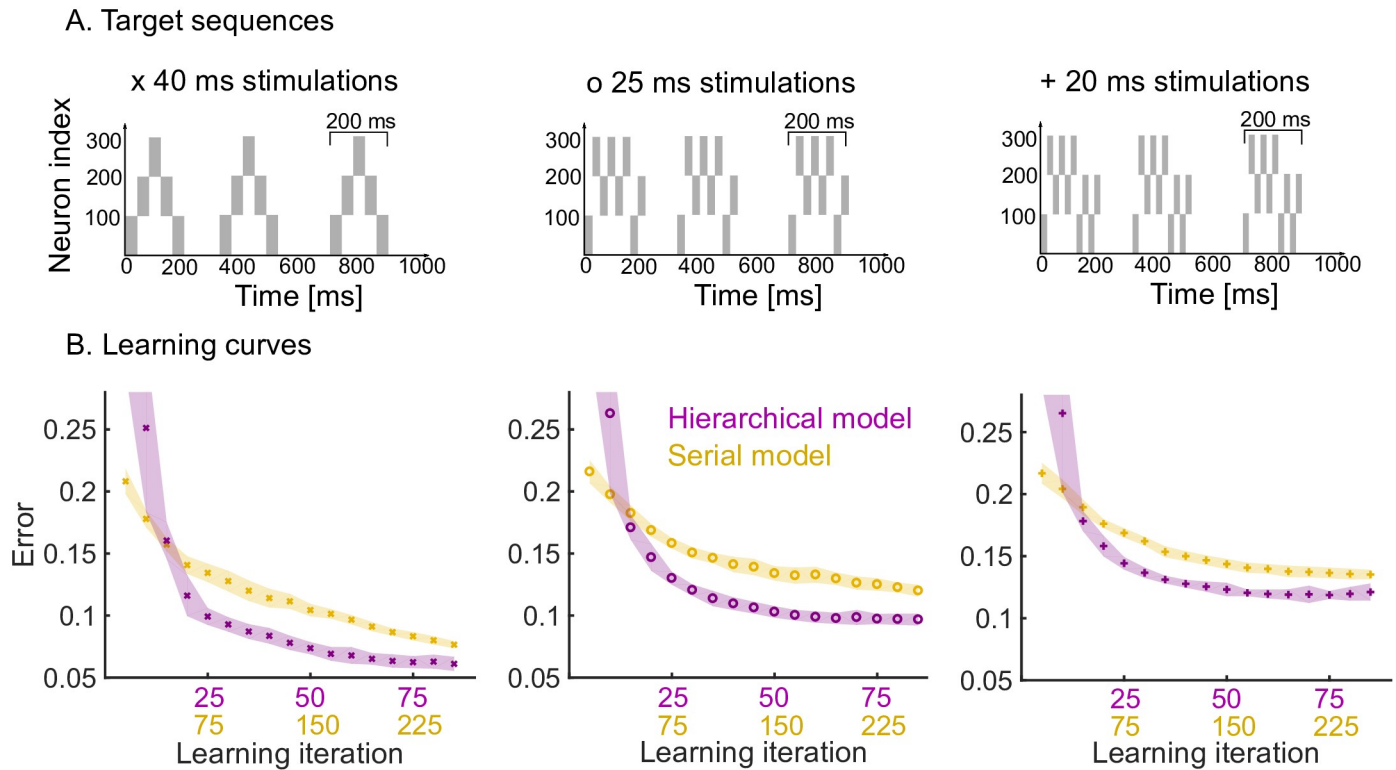 A. Target sequences
x 40 ms stimulations
o 25 ms stimulations
+ 20 ms stimulations
Neuron index
300
200
100
200 ms
0 200 400 600 800 1000
Time [ms]
300
200
100
200 ms
0 200 400 600 800 1000
Time [ms]
300
200
100
200 ms
0 200 400 600 800 1000
Time [ms]
B. Learning curves
Error
0.25
0.2
0.15
0.1
0.05
25 50 75
75 150 225
Learning iteration
Hierarchical model
Serial model
0.25
0.2
0.15
0.1
0.05
25 50 75
75 150 225
Learning iteration
0.25
0.2
0.15
0.1
0.05
25 50 75
75 150 225
Learning iteration